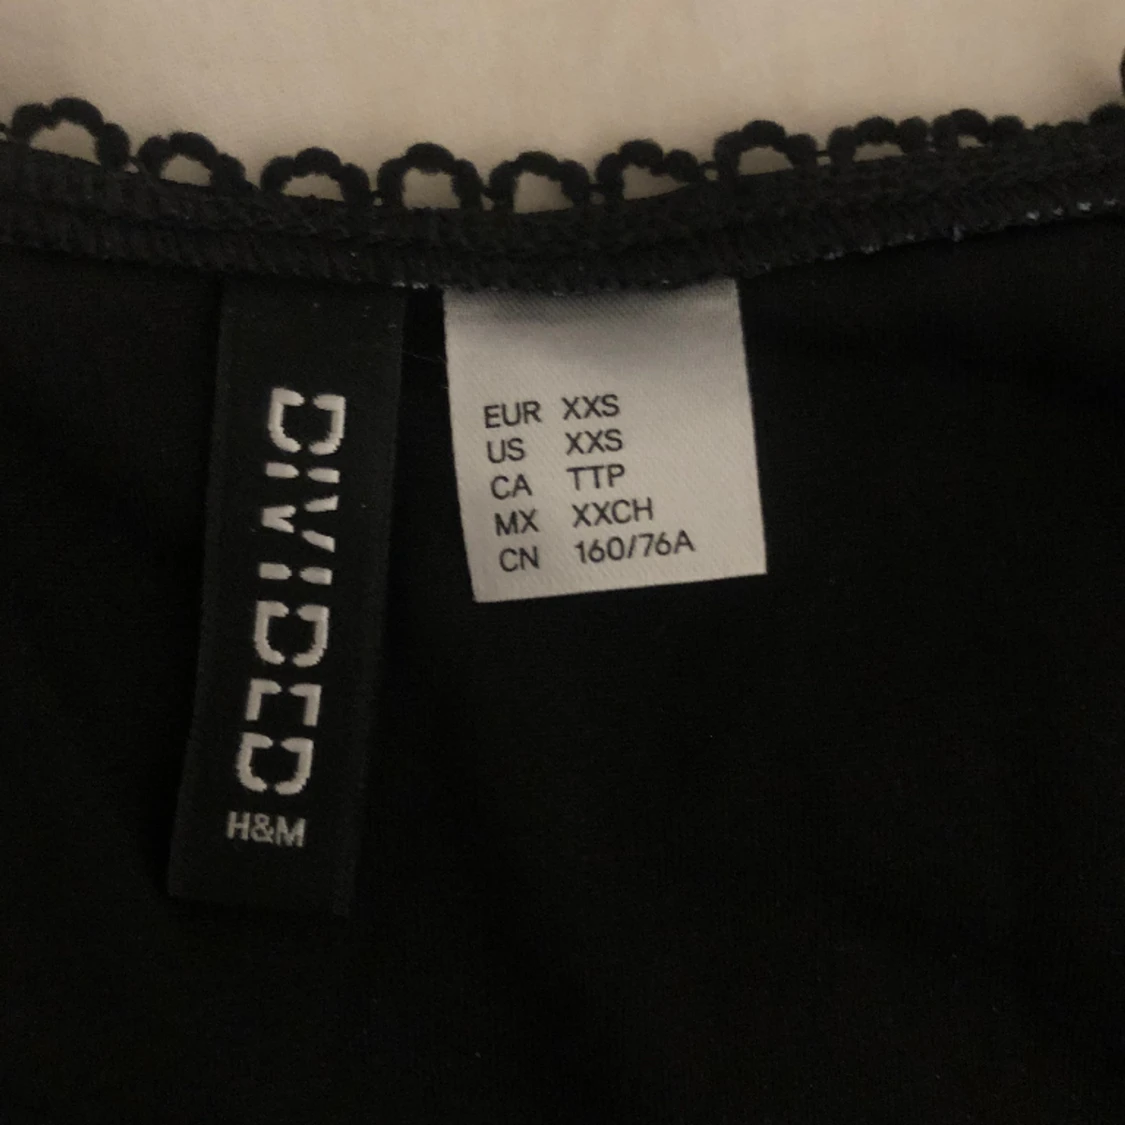 DIVIDED
H&M
EUR XXS
US XXS
CA TTP
MX XXCH
CN 160/76A